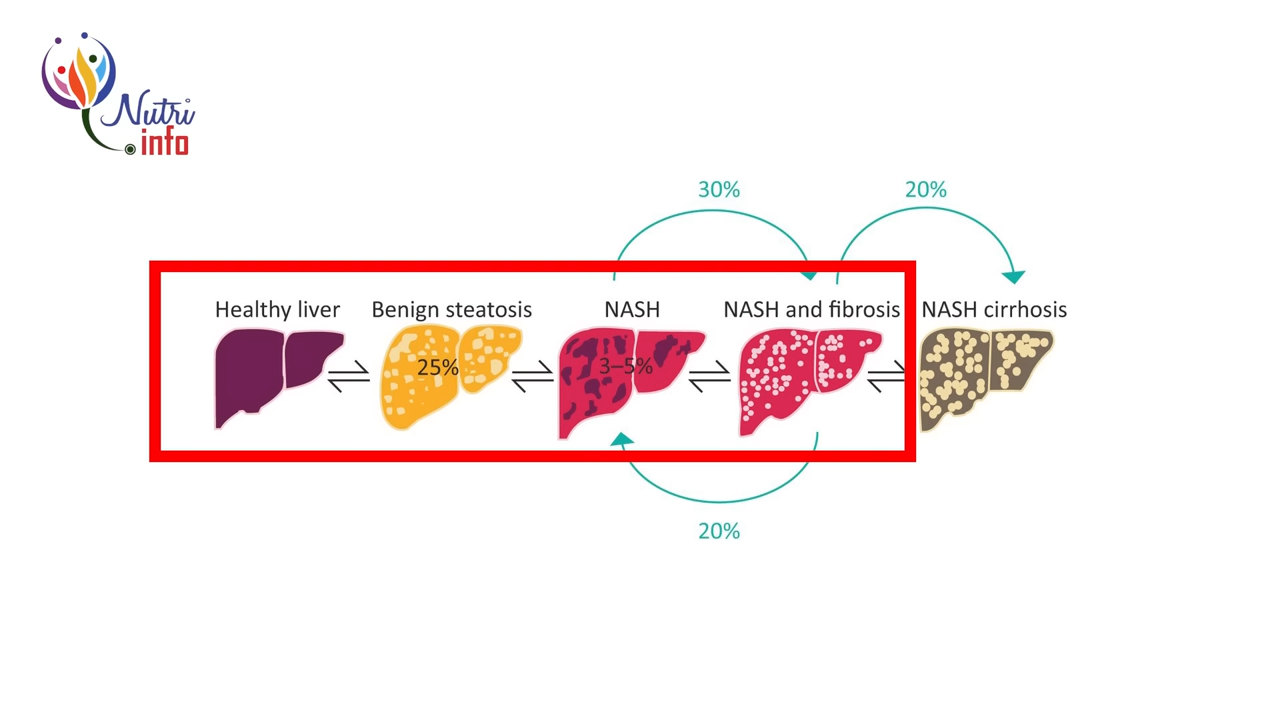 Nutri
info
30%
20%
Healthy liver
Benign steatosis
NASH
NASH and fibrosis
NASH cirrhosis
25%
3–5%
20%